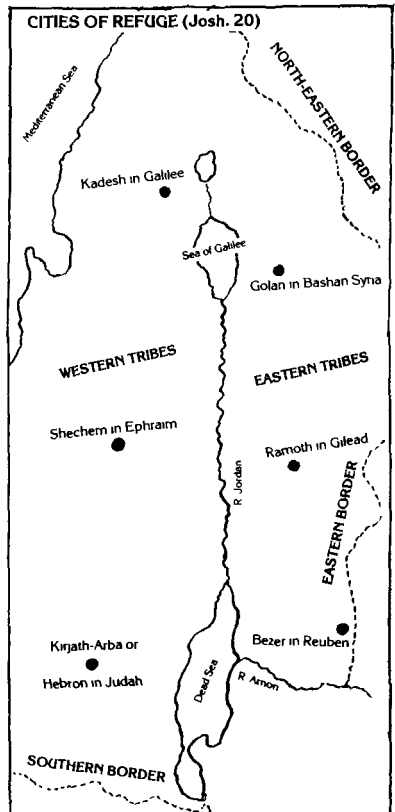 CITIES OF REFUGE (Josh. 20)
Mediterranean Sea
NORTH-EASTERN BORDER
Kadesh in Galilee
Sea of Galilee
Golan in Bashan Syria
WESTERN TRIBES
EASTERN TRIBES
Shechem in Ephraim
Ramoth in Gilead
R Jordan
EASTERN BORDER
Bezer in Reuben
Kirjath-Arba or
Hebron in Judah
Dead Sea
R Arnon
SOUTHERN BORDER